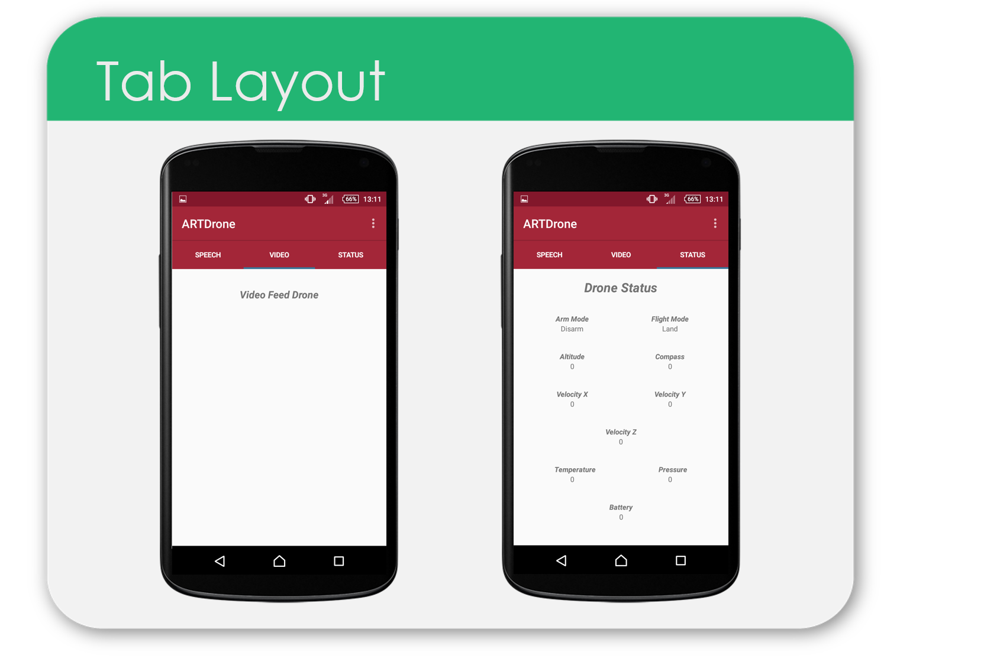 Tab Layout
3G 66% 13:11
ARTDrone
SPEECH VIDEO STATUS
Video Feed Drone
3G 66% 13:11
ARTDrone
SPEECH VIDEO STATUS
Drone Status
Arm Mode Flight Mode
Disarm Land
Altitude Compass
0 0
Velocity X Velocity Y
0 0
Velocity Z
0
Temperature Pressure
0 0
Battery
0